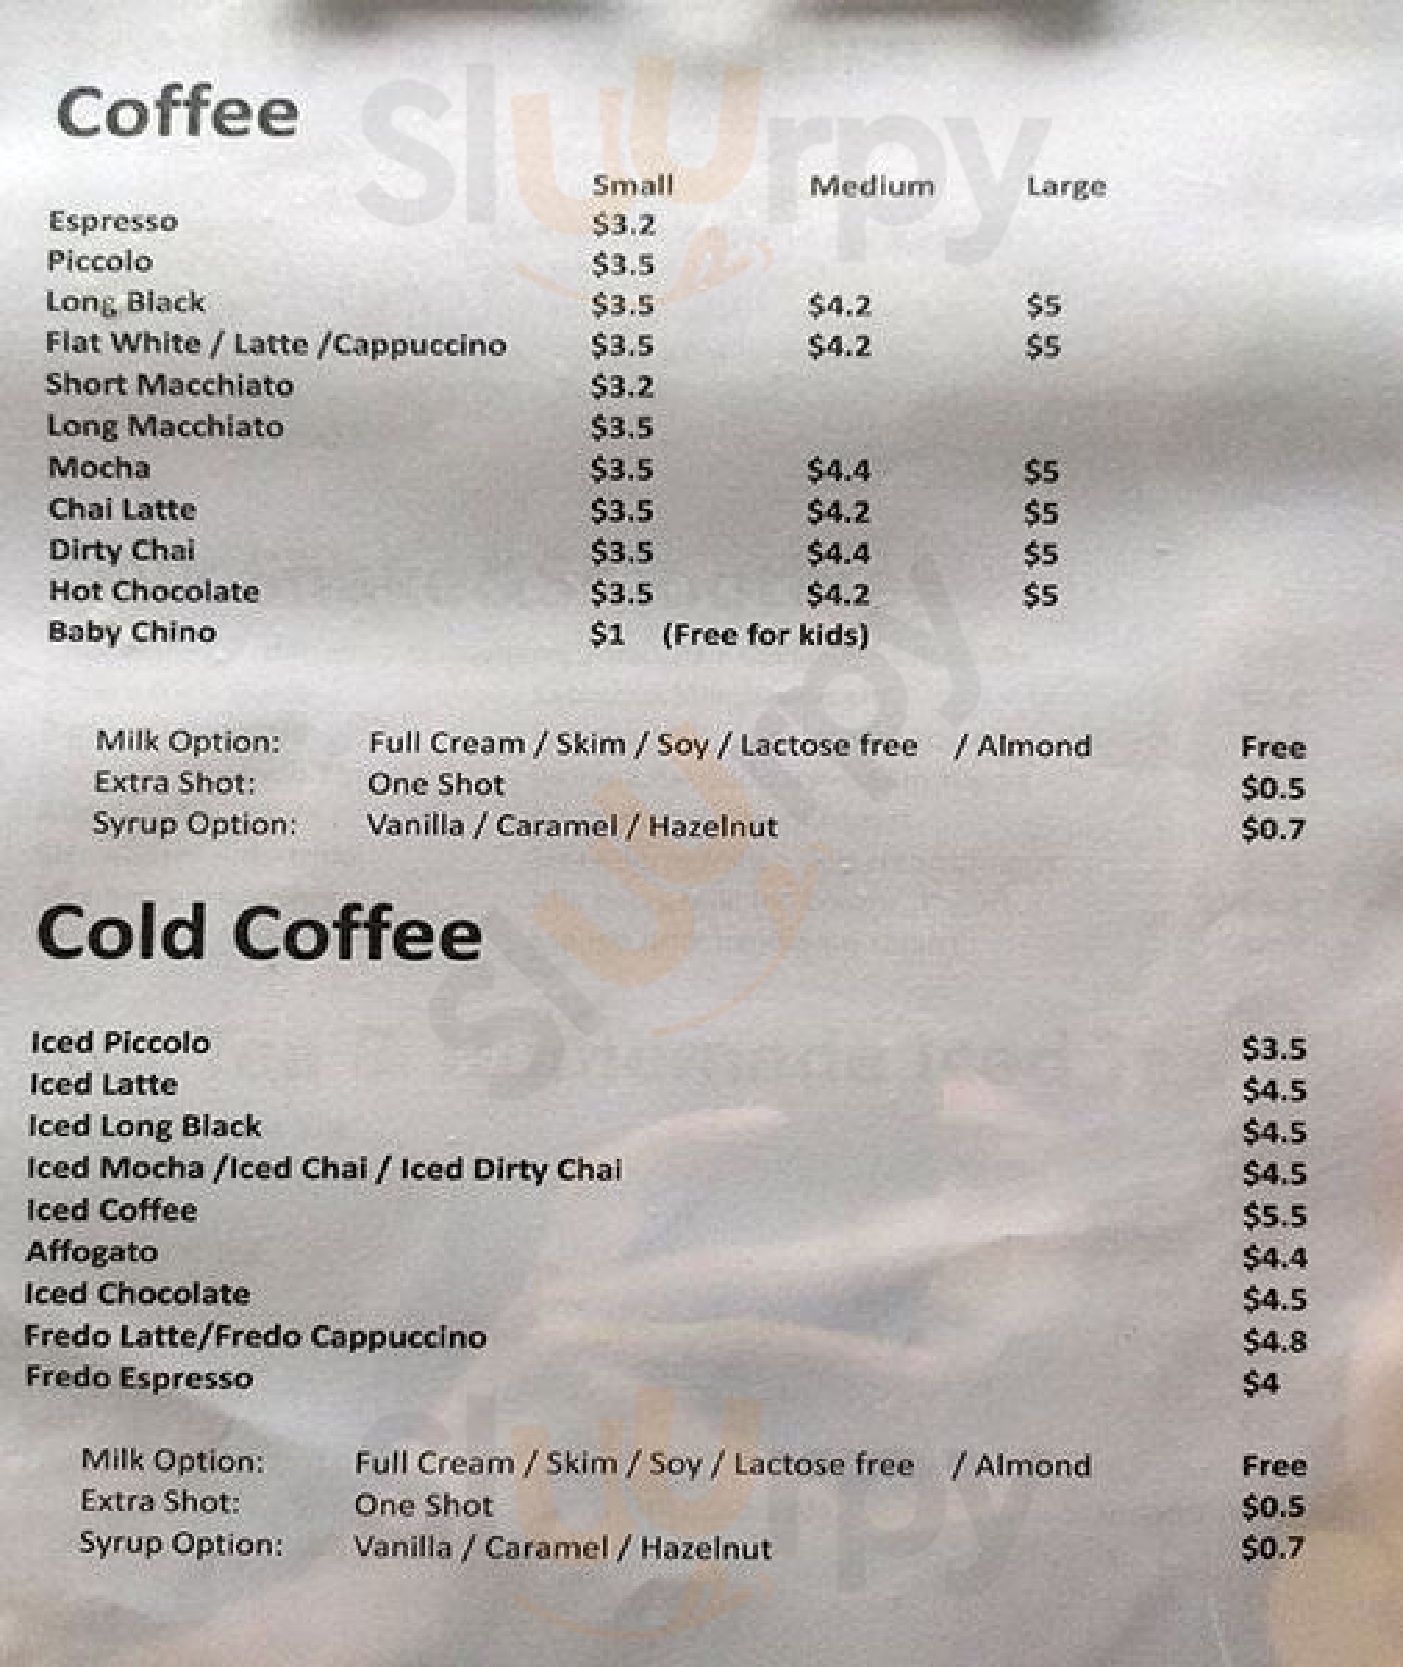 Coffee
Small Medium Large
Espresso $3.2
Piccolo $3.5
Long Black $3.5 $4.2 $5
Flat White / Latte /Cappuccino $3.5 $4.2 $5
Short Macchiato $3.2
Long Macchiato $3.5
Mocha $3.5 $4.4 $5
Chai Latte $3.5 $4.2 $5
Dirty Chai $3.5 $4.4 $5
Hot Chocolate $3.5 $4.2 $5
Baby Chino $1 (Free for kids)
Milk Option: Full Cream / Skim / Soy / Lactose free / Almond Free
Extra Shot: One Shot $0.5
Syrup Option: Vanilla / Caramel / Hazelnut $0.7
Cold Coffee
Iced Piccolo $3.5
Iced Latte $4.5
Iced Long Black $4.5
Iced Mocha /Iced Chai / Iced Dirty Chai $4.5
Iced Coffee $5.5
Affogato $4.4
Iced Chocolate $4.5
Fredo Latte/Fredo Cappuccino $4.8
Fredo Espresso $4
Milk Option: Full Cream / Skim / Soy / Lactose free / Almond Free
Extra Shot: One Shot $0.5
Syrup Option: Vanilla / Caramel / Hazelnut $0.7
Sluurpy
Sluurpy
Sluurpy